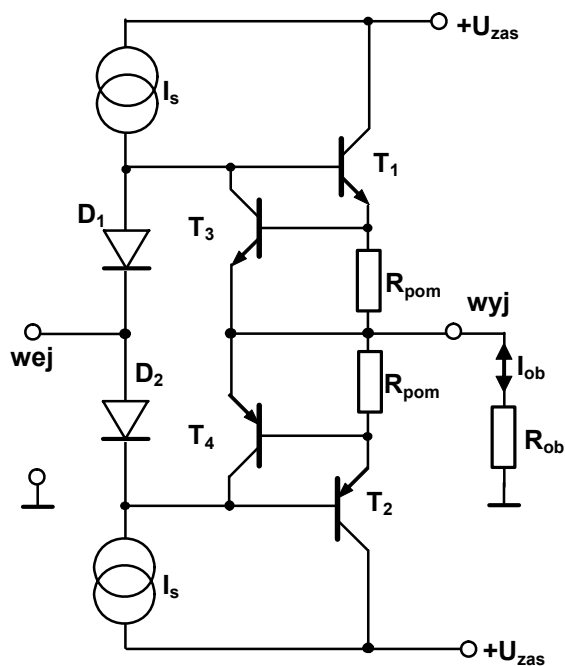 +Uzas
Is
T1
D1
T3
Rpom
wyj
wej
Iob
D2
Rpom
T4
Rob
T2
Is
+Uzas